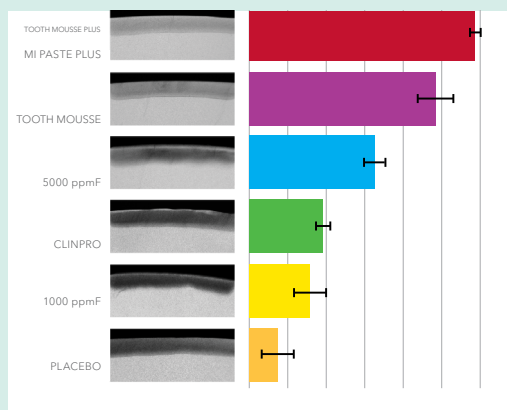 TOOTH MOUSSE PLUS
MI PASTE PLUS
TOOTH MOUSSE
5000 ppmF
CLINPRO
1000 ppmF
PLACEBO